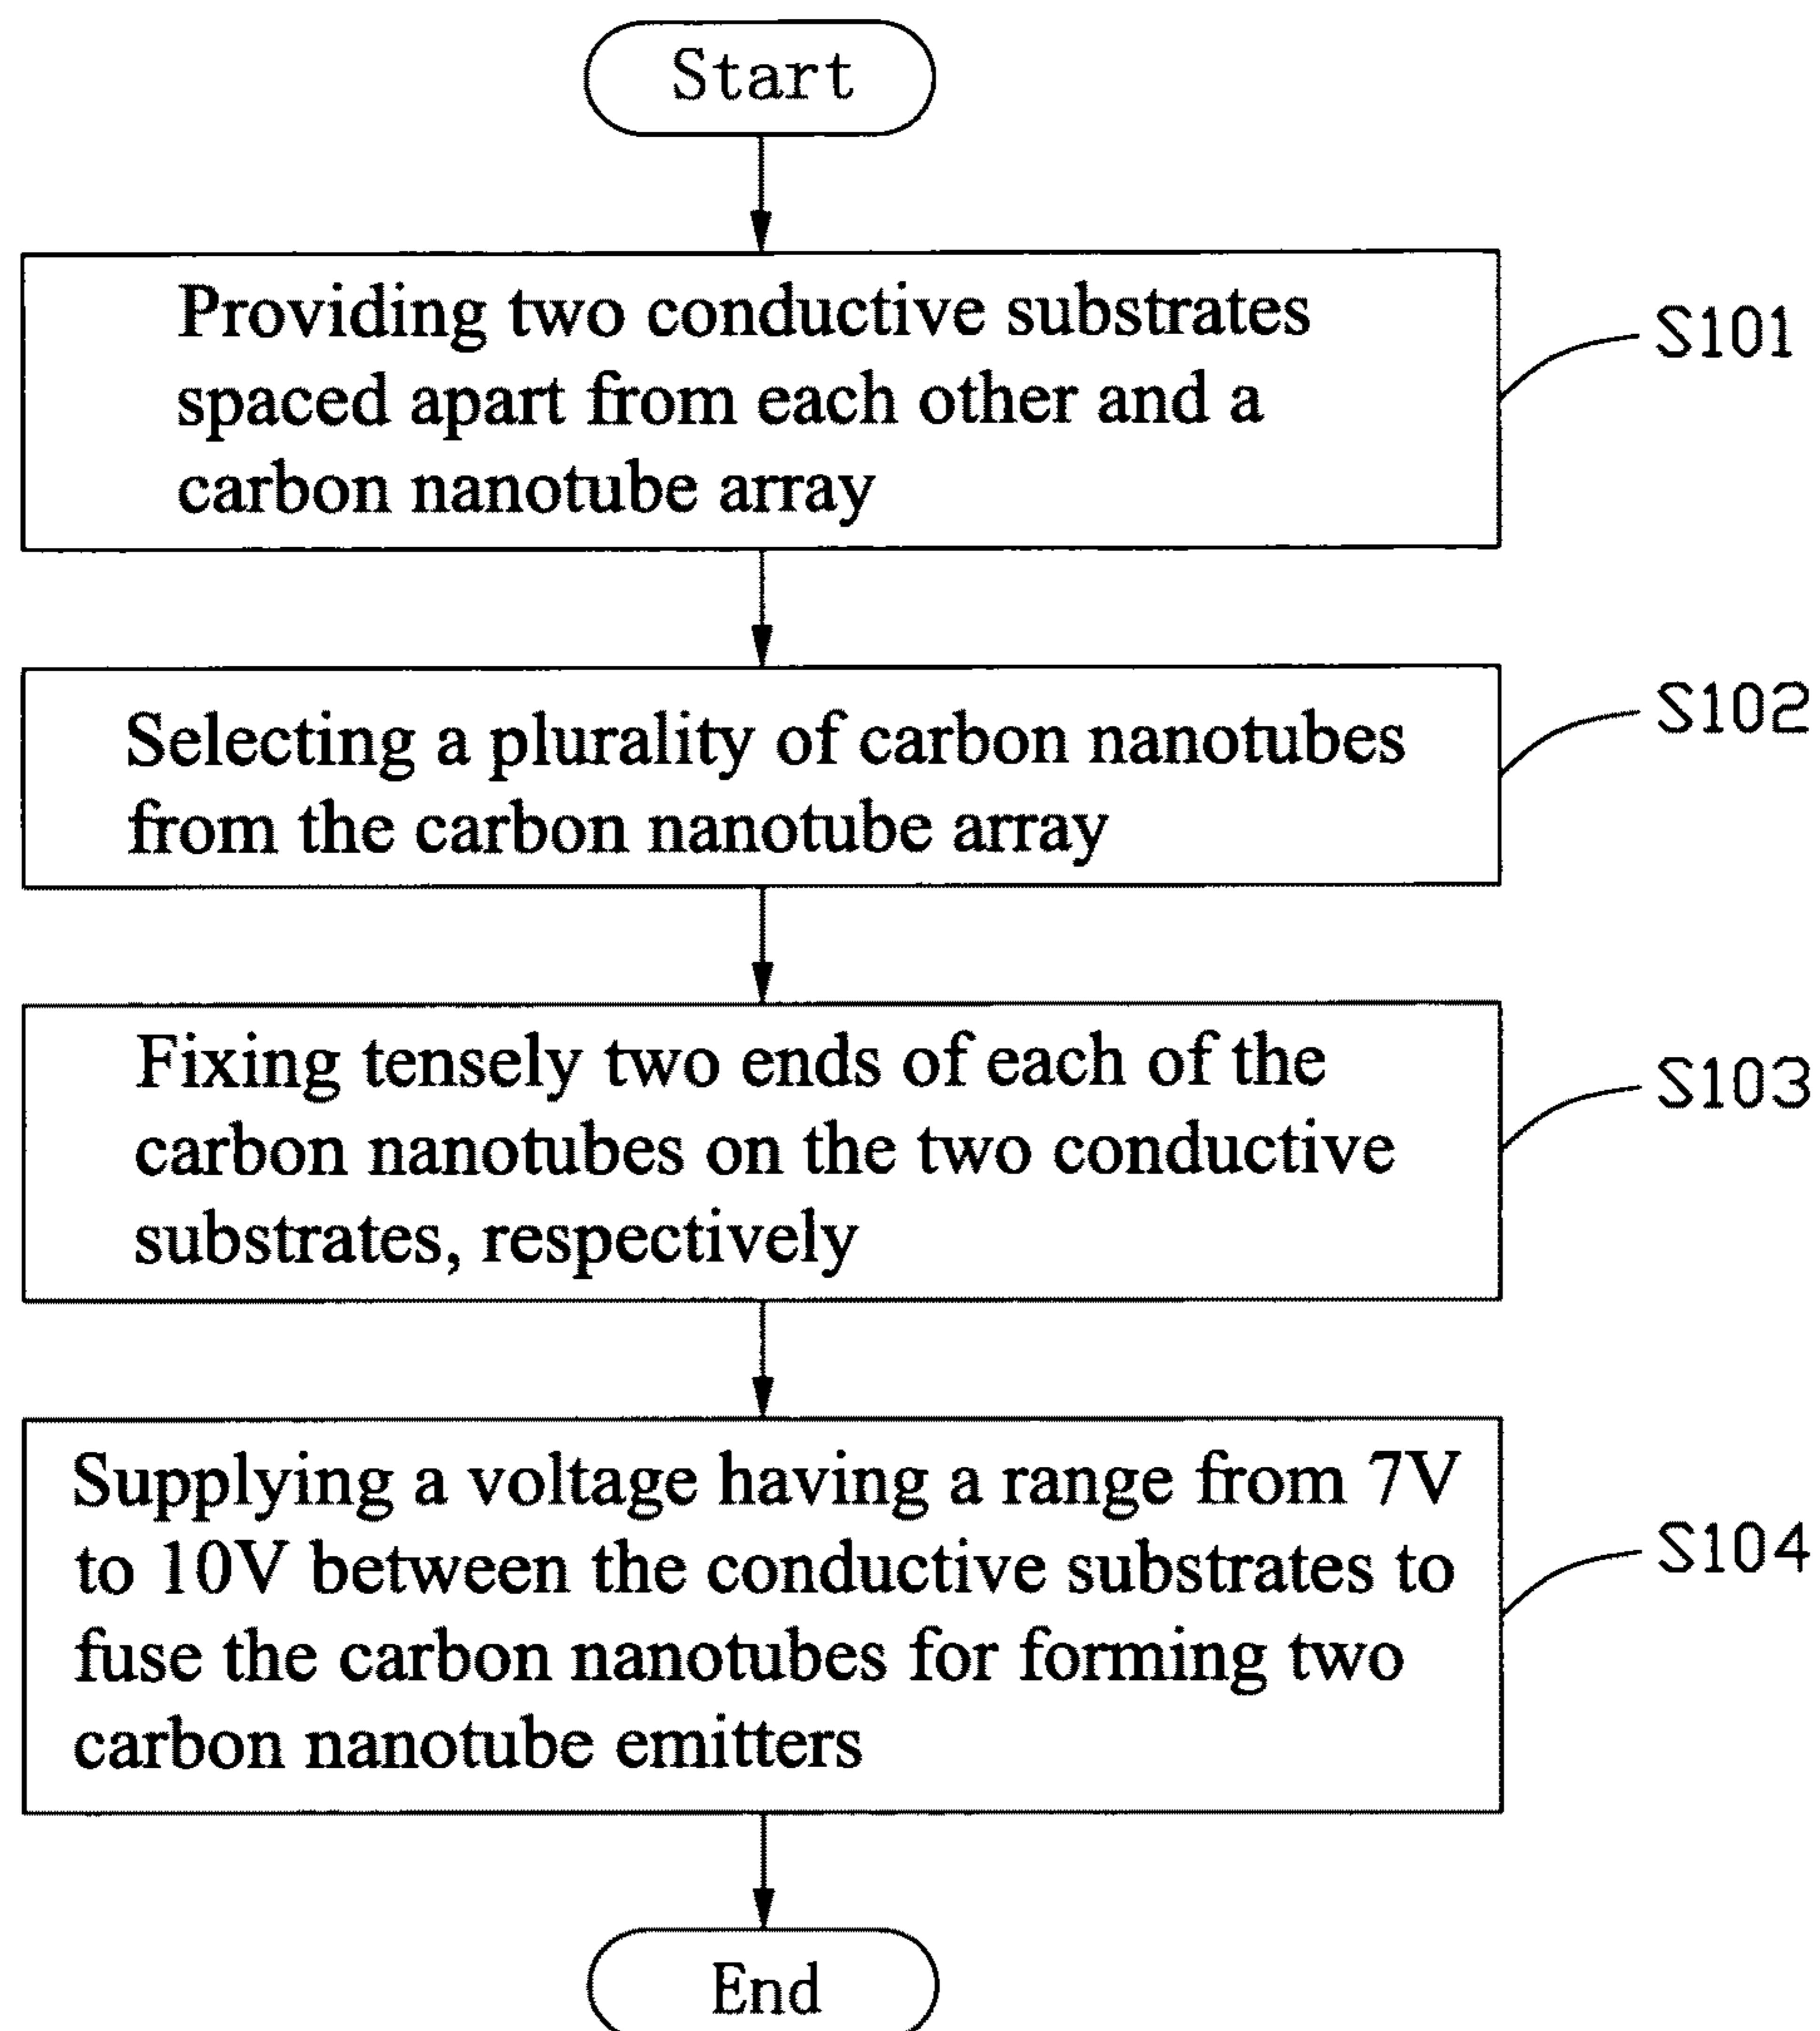 Start
Providing two conductive substrates
spaced apart from each other and a
carbon nanotube array
S101
Selecting a plurality of carbon nanotubes
from the carbon nanotube array
S102
Fixing tensely two ends of each of the
carbon nanotubes on the two conductive
substrates, respectively
S103
Supplying a voltage having a range from 7V
to 10V between the conductive substrates to
fuse the carbon nanotubes for forming two
carbon nanotube emitters
S104
End